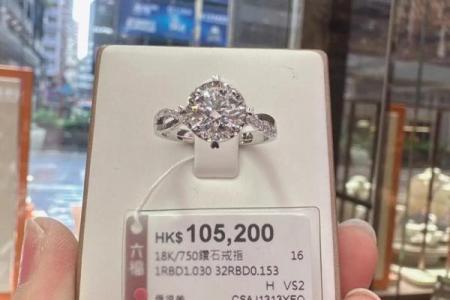 六福
HK$ 105,200
18K/750鑽石戒指 16
1RBD1.030 32RBD0.153
H VS2